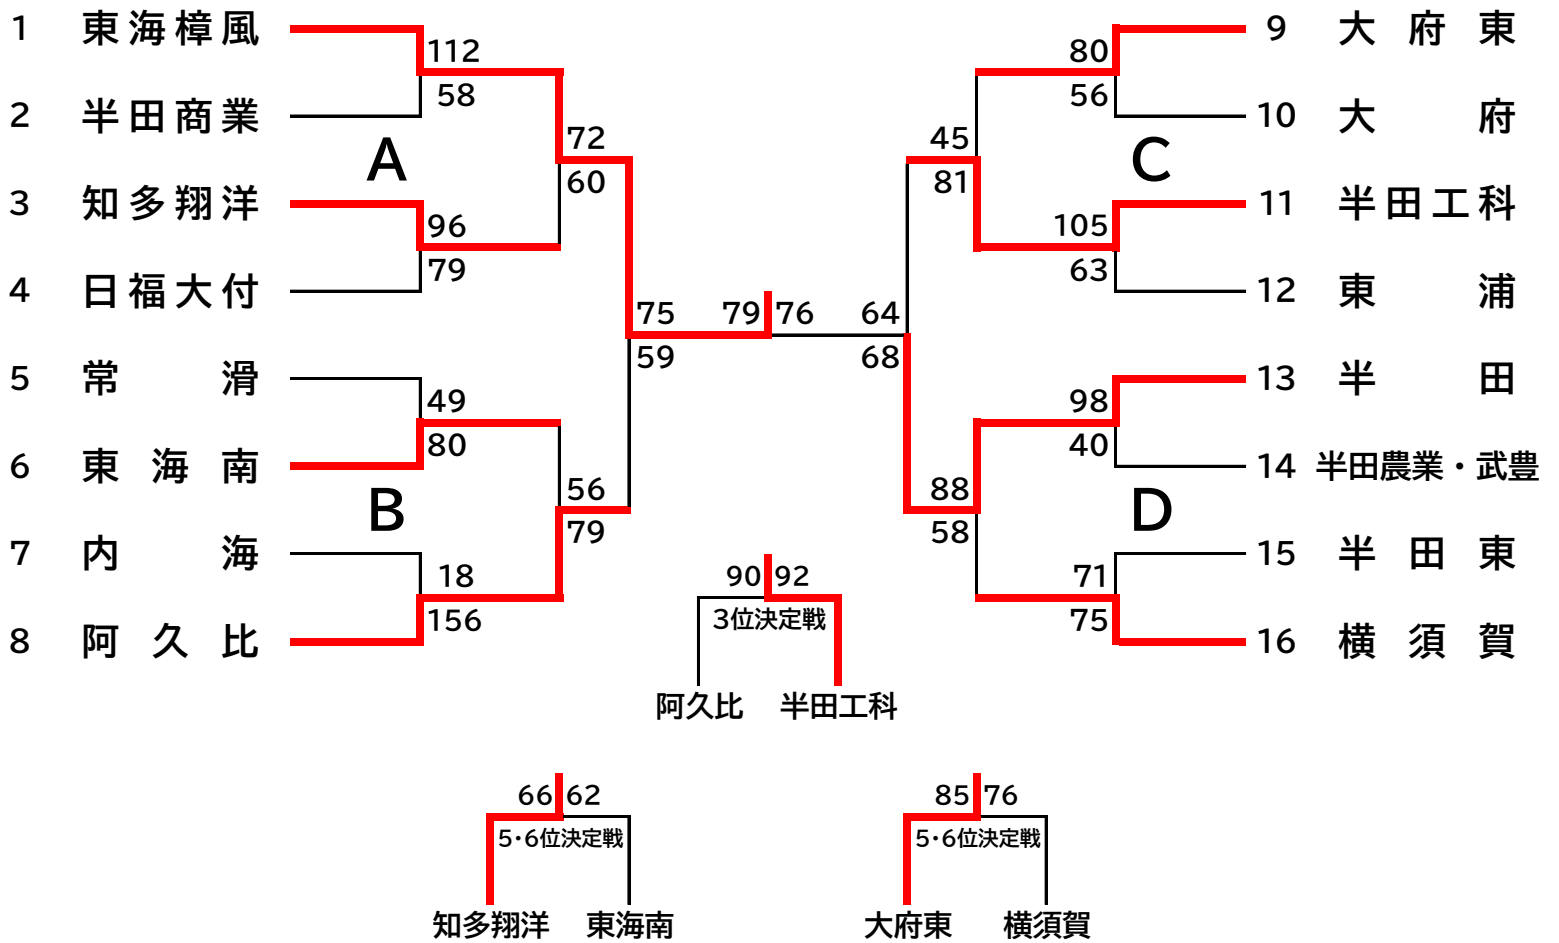 1 東海樟風
112
58
2 半田商業
A
72
60
3 知多翔洋
96
79
4 日福大付
75
59
5 常滑
49
80
6 東海南
B
56
79
7 内海
18
156
8 阿久比
79 76
9 大府東
80
56
10 大府
C
45
81
11 半田工科
105
63
12 東浦
64
68
13 半田
98
40
14 半田農業・武豊
D
88
58
15 半田東
71
75
16 横須賀
90 92
3位決定戦
阿久比 半田工科
66 62
5・6位決定戦
知多翔洋 東海南
85 76
5・6位決定戦
大府東 横須賀